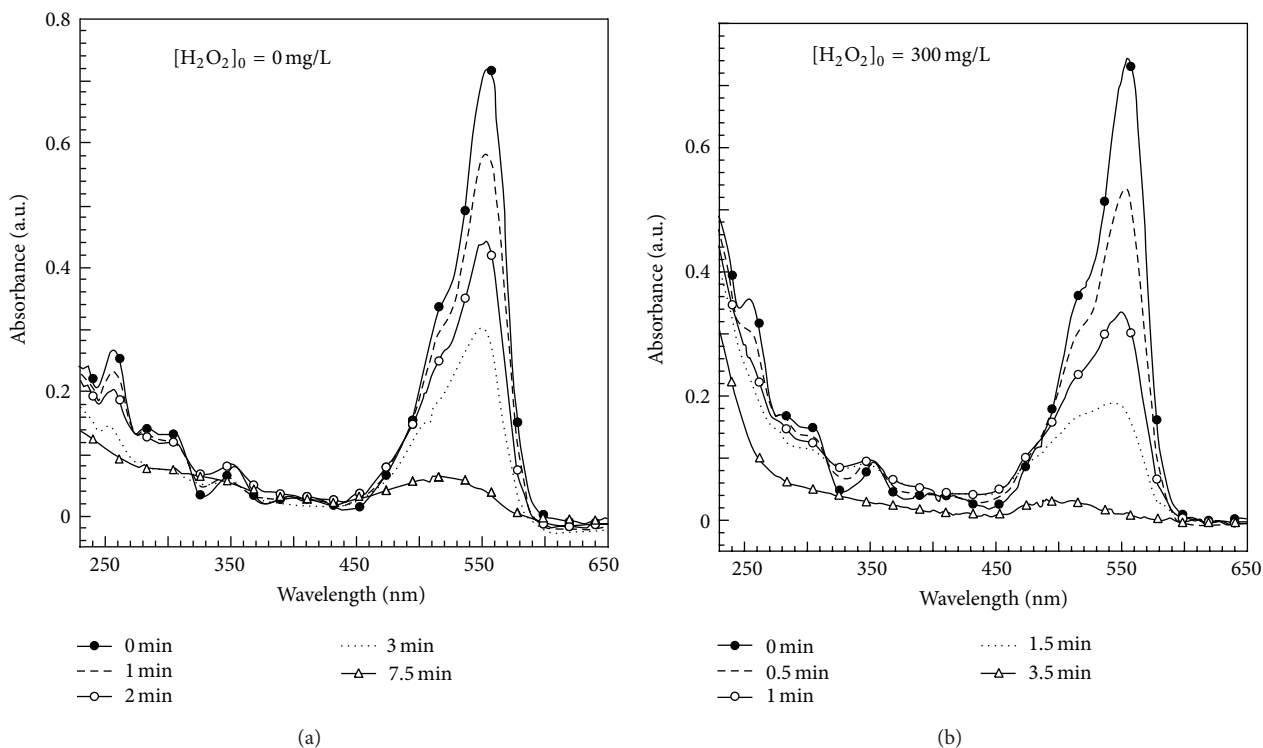 [H₂O₂]₀ = 0 mg/L
Absorbance (a.u.)
0.8
0.6
0.4
0.2
0
250 350 450 550 650
Wavelength (nm)
0 min
1 min
2 min
3 min
7.5 min
(a)
[H₂O₂]₀ = 300 mg/L
Absorbance (a.u.)
0.6
0.4
0.2
0
250 350 450 550 650
Wavelength (nm)
0 min
0.5 min
1 min
1.5 min
3.5 min
(b)